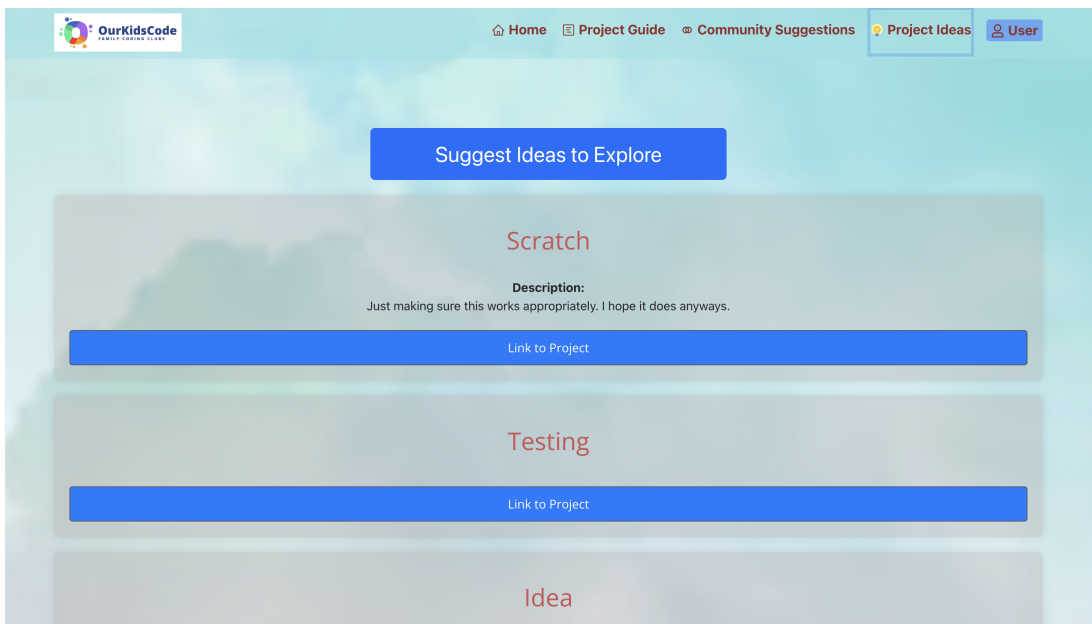 OurKidsCode
FAMILY CODING CLUBS
Home Project Guide Community Suggestions Project Ideas User
Suggest Ideas to Explore
Scratch
Description:
Just making sure this works appropriately. I hope it does anyways.
Link to Project
Testing
Link to Project
Idea